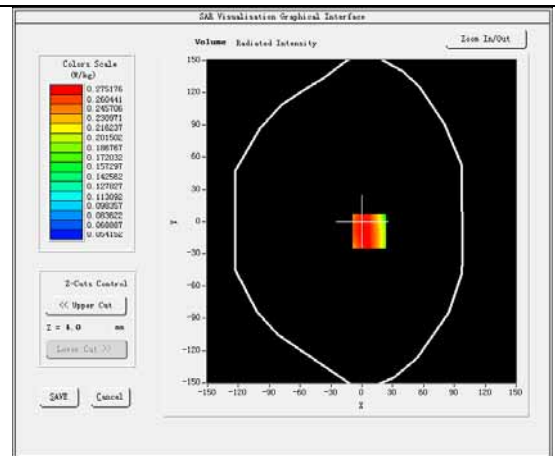 SAR Visualisation Graphical Interface
Volume Radiated Intensity
Zoom In/Out
Colors Scale
(W/kg)
0.275176
0.260441
0.245706
0.230971
0.216237
0.201502
0.186767
0.172032
0.157297
0.142562
0.127827
0.113092
0.098357
0.083622
0.068887
0.054152
Z-Cuts Control
<< Upper Cut
Z = 4.0 mm
Lower Cut >>
SAVE Cancel
150
120
90
60
30
0
-30
-60
-90
-120
-150
Y
-150 -120 -90 -60 -30 0 30 60 90 120 150
X